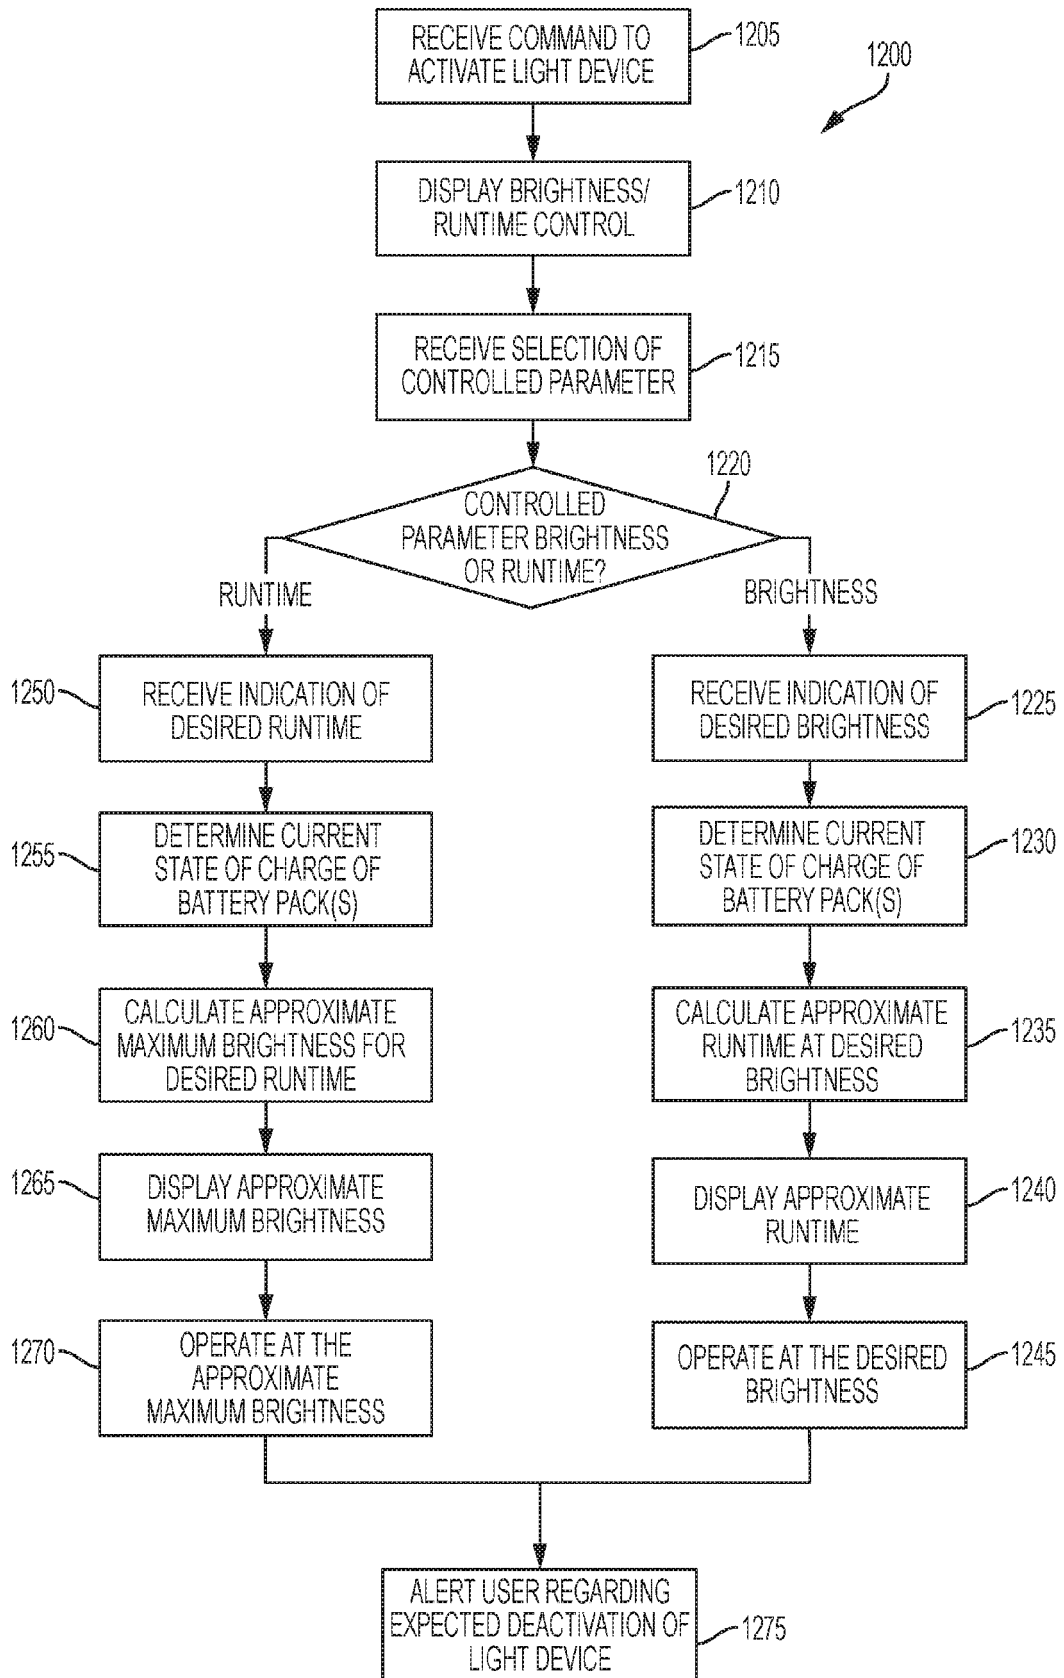 RECEIVE COMMAND TO
ACTIVATE LIGHT DEVICE
1205
1200
DISPLAY BRIGHTNESS/
RUNTIME CONTROL
1210
RECEIVE SELECTION OF
CONTROLLED PARAMETER
1215
1220
CONTROLLED
PARAMETER BRIGHTNESS
OR RUNTIME?
RUNTIME
BRIGHTNESS
1250
RECEIVE INDICATION OF
DESIRED RUNTIME
RECEIVE INDICATION OF
DESIRED BRIGHTNESS
1225
1255
DETERMINE CURRENT
STATE OF CHARGE OF
BATTERY PACK(S)
DETERMINE CURRENT
STATE OF CHARGE OF
BATTERY PACK(S)
1230
1260
CALCULATE APPROXIMATE
MAXIMUM BRIGHTNESS FOR
DESIRED RUNTIME
CALCULATE APPROXIMATE
RUNTIME AT DESIRED
BRIGHTNESS
1235
1265
DISPLAY APPROXIMATE
MAXIMUM BRIGHTNESS
DISPLAY APPROXIMATE
RUNTIME
1240
1270
OPERATE AT THE
APPROXIMATE
MAXIMUM BRIGHTNESS
OPERATE AT THE DESIRED
BRIGHTNESS
1245
ALERT USER REGARDING
EXPECTED DEACTIVATION OF
LIGHT DEVICE
1275